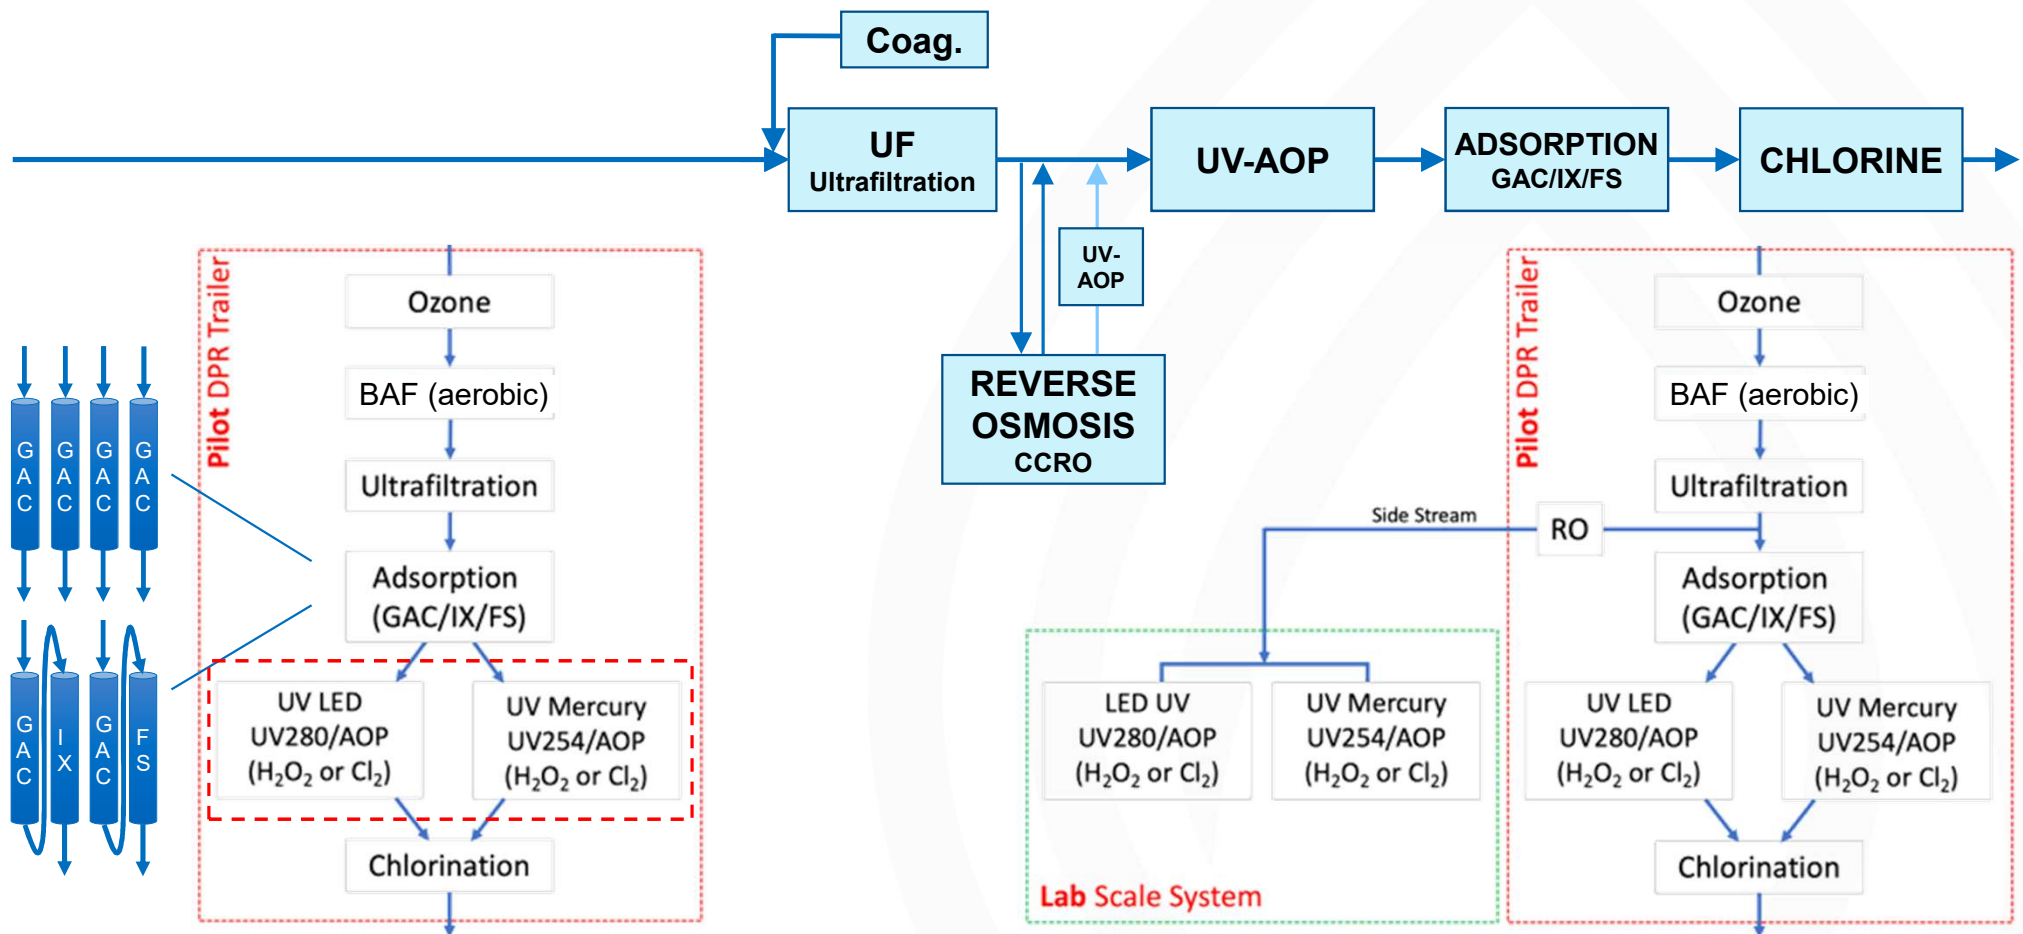 Coag.
UF
Ultrafiltration
UV-AOP
ADSORPTION
GAC/IX/FS
CHLORINE
UV-
AOP
REVERSE
OSMOSIS
CCRO
GAC
GAC
GAC
GAC
GAC
IX
GAC
FS
Pilot DPR Trailer
Ozone
BAF (aerobic)
Ultrafiltration
Adsorption
(GAC/IX/FS)
UV LED
UV280/AOP
(H₂O₂ or Cl₂)
UV Mercury
UV254/AOP
(H₂O₂ or Cl₂)
Chlorination
Side Stream
RO
LED UV
UV280/AOP
(H₂O₂ or Cl₂)
UV Mercury
UV254/AOP
(H₂O₂ or Cl₂)
Lab Scale System
Pilot DPR Trailer
Ozone
BAF (aerobic)
Ultrafiltration
Adsorption
(GAC/IX/FS)
UV LED
UV280/AOP
(H₂O₂ or Cl₂)
UV Mercury
UV254/AOP
(H₂O₂ or Cl₂)
Chlorination